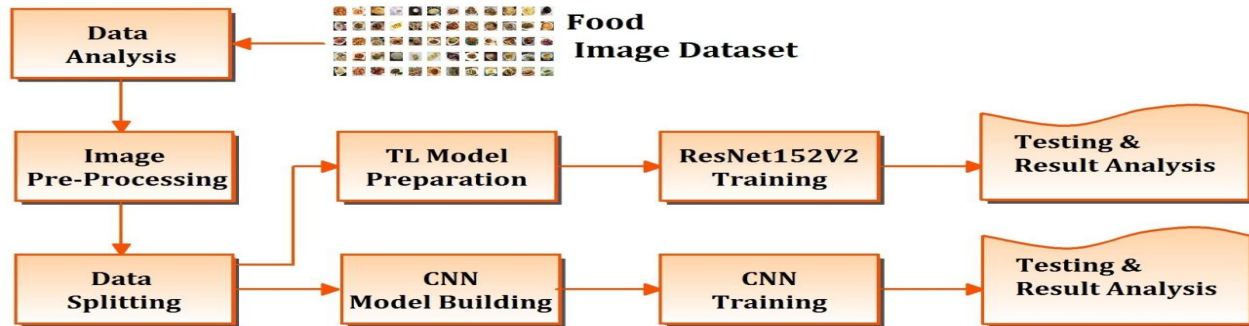 Data
Analysis
Food
Image Dataset
Image
Pre-Processing
TL Model
Preparation
ResNet152V2
Training
Testing &
Result Analysis
Data
Splitting
CNN
Model Building
CNN
Training
Testing &
Result Analysis